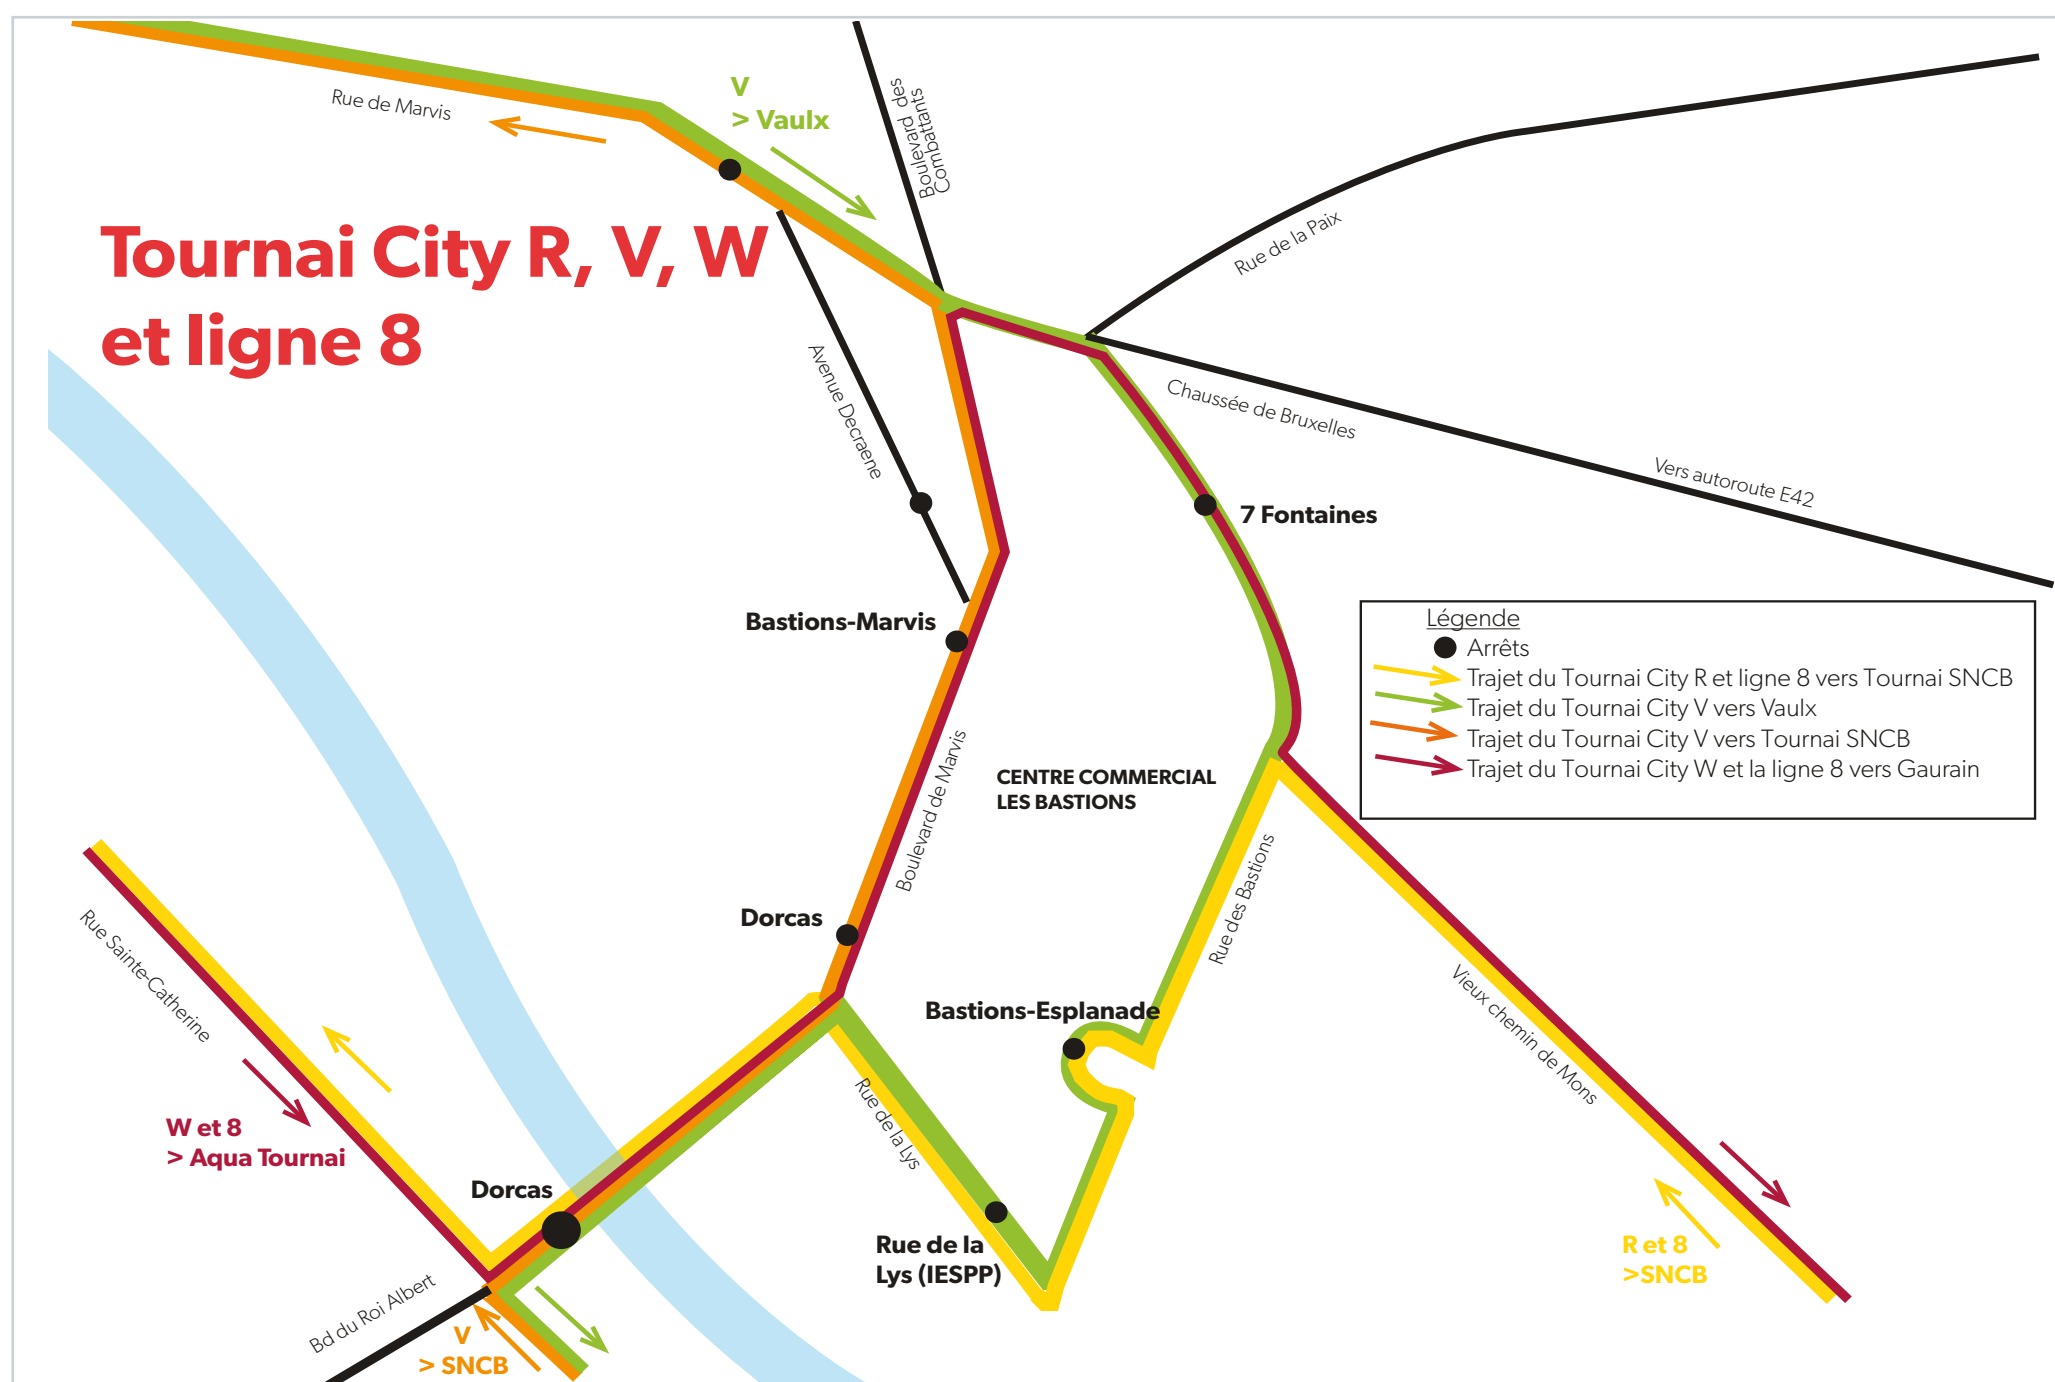 Rue de Marvis
V
> Vaulx
Boulevard des
Combattants
Rue de la Paix
Tournai City R, V, W
et ligne 8
Avenue Decraene
Chaussée de Bruxelles
Vers autoroute E42
7 Fontaines
Bastions-Marvis
Légende
Arrêts
Trajet du Tournai City R et ligne 8 vers Tournai SNCB
Trajet du Tournai City V vers Vaulx
Trajet du Tournai City V vers Tournai SNCB
Trajet du Tournai City W et la ligne 8 vers Gaurain
CENTRE COMMERCIAL
LES BASTIONS
Boulevard de Marvis
Rue des Bastions
Dorcas
Rue Sainte-Catherine
Bastions-Esplanade
Vieux chemin de Mons
Rue de la Lys
W et 8
> Aqua Tournai
Dorcas
Rue de la
Lys (IESPP)
R et 8
>SNCB
Bd du Roi Albert
V
> SNCB